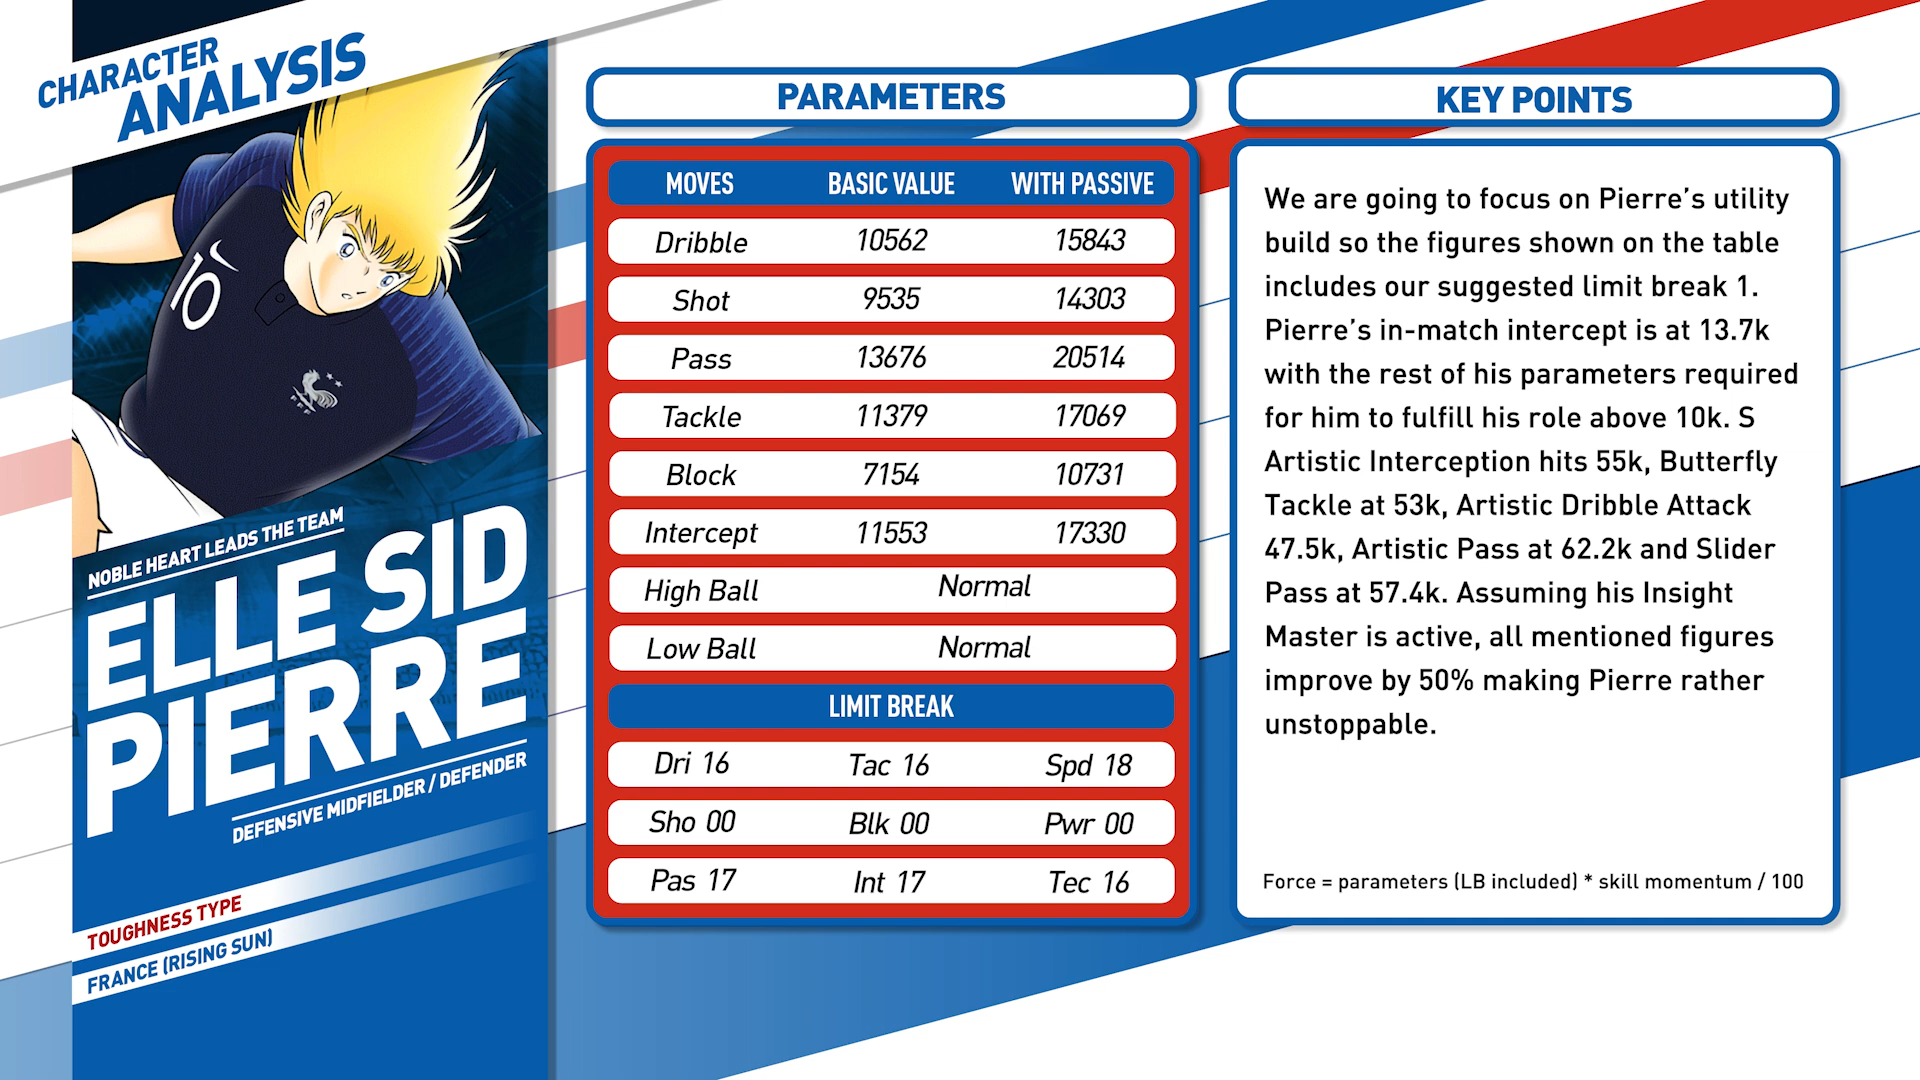 CHARACTER
ANALYSIS
10
NOBLE HEART LEADS THE TEAM
ELLE SID
PIERRE
DEFENSIVE MIDFIELDER / DEFENDER
TOUGHNESS TYPE
FRANCE (RISING SUN)
PARAMETERS
MOVES BASIC VALUE WITH PASSIVE
Dribble 10562 15843
Shot 9535 14303
Pass 13676 20514
Tackle 11379 17069
Block 7154 10731
Intercept 11553 17330
High Ball Normal
Low Ball Normal
LIMIT BREAK
Dri 16 Tac 16 Spd 18
Sho 00 Blk 00 Pwr 00
Pas 17 Int 17 Tec 16
KEY POINTS
We are going to focus on Pierre's utility
build so the figures shown on the table
includes our suggested limit break 1.
Pierre's in-match intercept is at 13.7k
with the rest of his parameters required
for him to fulfill his role above 10k. S
Artistic Interception hits 55k, Butterfly
Tackle at 53k, Artistic Dribble Attack
47.5k, Artistic Pass at 62.2k and Slider
Pass at 57.4k. Assuming his Insight
Master is active, all mentioned figures
improve by 50% making Pierre rather
unstoppable.
Force = parameters (LB included) * skill momentum / 100